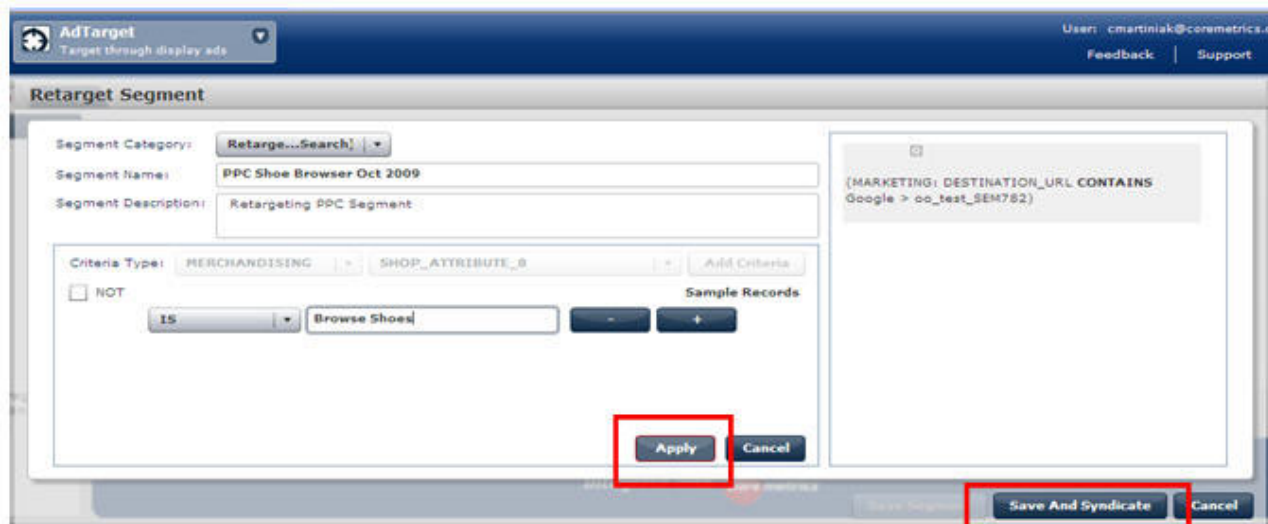 AdTarget
Target through display ads
User: cmartiniak@coremetrics.
Feedback | Support
Retarget Segment
Segment Category: Retarge...Search]
Segment Name: PPC Shoe Browser Oct 2009
Segment Description: Retargeting PPC Segment
Criteria Type: MERCHANDISING SHOP_ATTRIBUTE_0 Add Criteria
NOT Sample Records
IS Browse Shoes - +
Apply Cancel
(MARKETING: DESTINATION_URL CONTAINS
Google > oo_test_SEM782)
Save And Syndicate Cancel